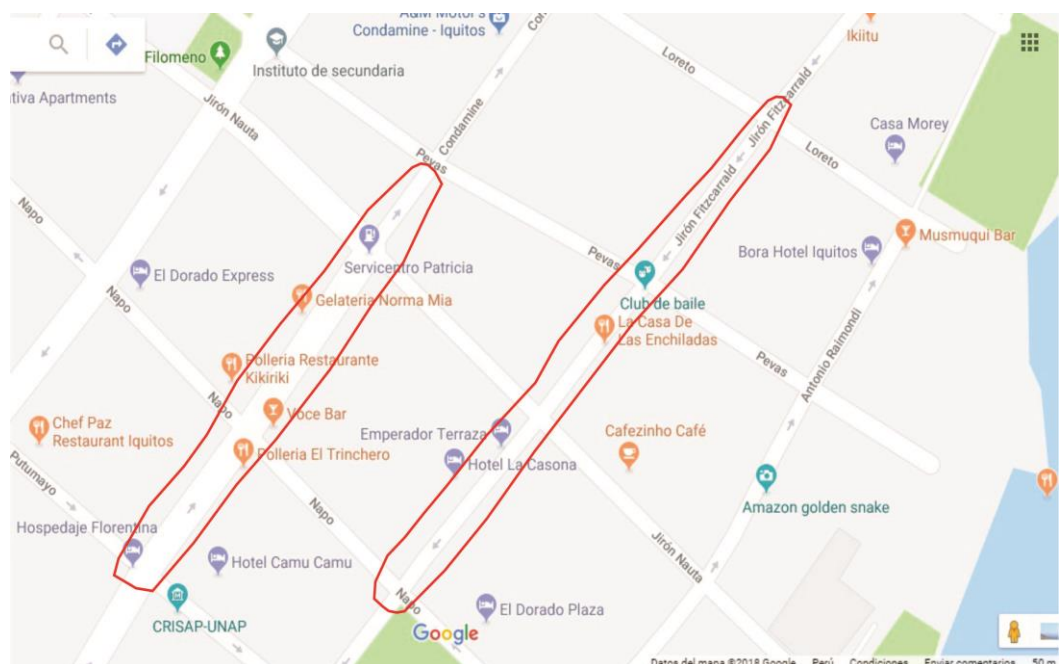 A&M Motor's
Condamine - Iquitos
Filomeno
Instituto de secundaria
Ikiitu
tiva Apartments
Loreto
Jirón Nauta
Condamine
Jirón Fitzcarrald
Casa Morey
Pevas
Loreto
Napo
Jirón Fitzcarrald
Musmuqui Bar
Servicentro Patricia
Pevas
Bora Hotel Iquitos
El Dorado Express
Gelateria Norma Mia
Club de baile
Napo
La Casa De
Las Enchiladas
Polleria Restaurante
Kikiriki
Pevas
Antonio Raimondi
Napo
Voce Bar
Chef Paz
Restaurant Iquitos
Emperador Terraza
Cafezinho Café
Polleria El Trinchero
Hotel La Casona
Putumayo
Napo
Amazon golden snake
Hospedaje Florentina
Jirón Nauta
Hotel Camu Camu
Napo
El Dorado Plaza
CRISAP-UNAP
Google
Datos del mapa ©2018 Google Perú Condiciones Enviar comentarios 50 m